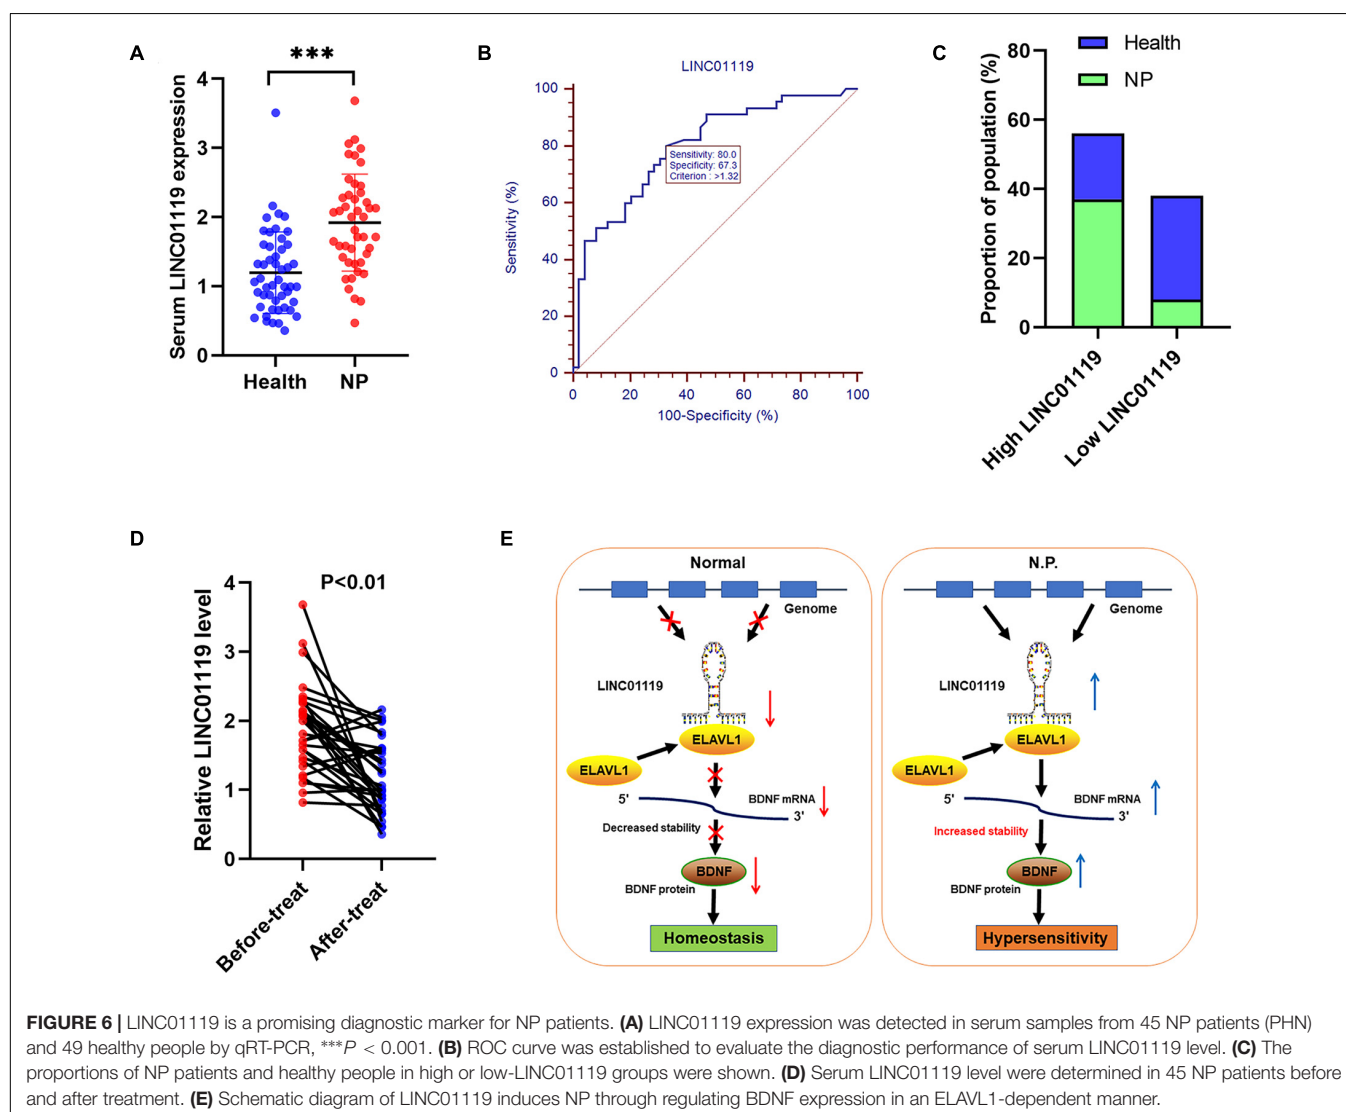 A
***
Serum LINC01119 expression
4
3
2
1
0
Health NP
B
LINC01119
Sensitivity (%)
100
80
60
40
20
0
Sensitivity: 80.0
Specificity: 67.3
Criterion : >1.32
0 20 40 60 80 100
100-Specificity (%)
C
Health
NP
Proportion of population (%)
80
60
40
20
0
High LINC01119
Low LINC01119
D
P<0.01
Relative LINC01119 level
4
3
2
1
0
Before-treat
After-treat
E
Normal
Genome
LINC01119
ELAVL1
ELAVL1
5'
BDNF mRNA
3'
Decreased stability
BDNF
BDNF protein
Homeostasis
N.P.
Genome
LINC01119
ELAVL1
ELAVL1
5'
BDNF mRNA
3'
Increased stability
BDNF
BDNF protein
Hypersensitivity
FIGURE 6 | LINC01119 is a promising diagnostic marker for NP patients. (A) LINC01119 expression was detected in serum samples from 45 NP patients (PHN)
and 49 healthy people by qRT-PCR, ***P < 0.001. (B) ROC curve was established to evaluate the diagnostic performance of serum LINC01119 level. (C) The
proportions of NP patients and healthy people in high or low-LINC01119 groups were shown. (D) Serum LINC01119 level were determined in 45 NP patients before
and after treatment. (E) Schematic diagram of LINC01119 induces NP through regulating BDNF expression in an ELAVL1-dependent manner.